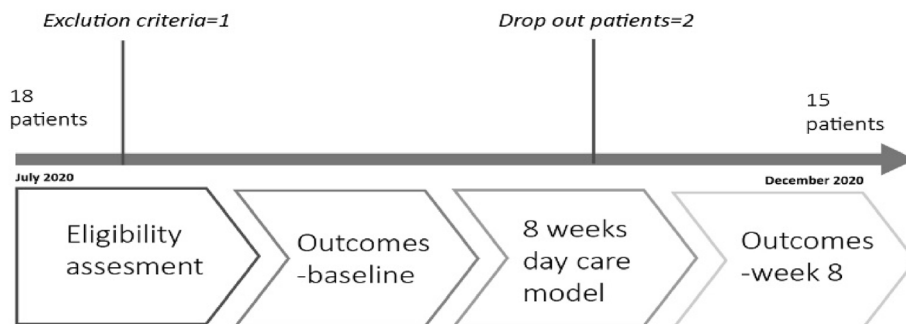 Exclution criteria=1
Drop out patients=2
18
patients
15
patients
July 2020
December 2020
Eligibility
assesment
Outcomes
-baseline
8 weeks
day care
model
Outcomes
-week 8